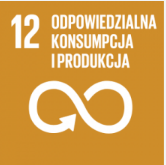 12 ODPOWIEDZIALNA
KONSUMPCJA
I PRODUKCJA